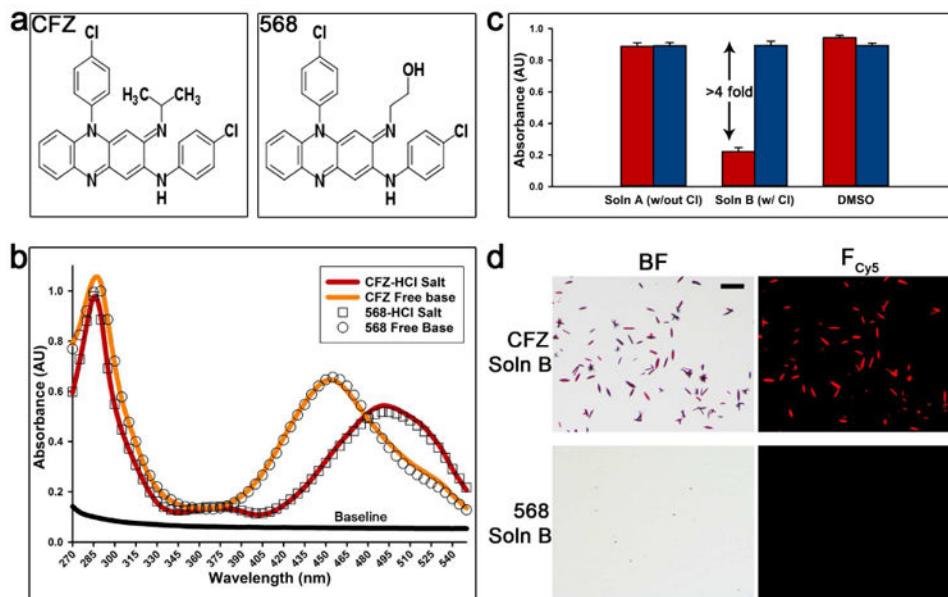 a
CFZ
Cl
H₃C
CH₃
N
N
Cl
N
N
H
568
Cl
OH
N
N
Cl
N
N
H
c
Absorbance (AU)
1.0
0.8
0.6
0.4
0.2
0.0
>4 fold
Soln A (w/out Cl)
Soln B (w/ Cl)
DMSO
b
Absorbance (AU)
1.0
0.8
0.6
0.4
0.2
0.0
CFZ-HCl Salt
CFZ Free base
568-HCl Salt
568 Free Base
Baseline
270 285 300 315 330 345 360 375 390 405 420 435 450 465 480 495 510 525 540
Wavelength (nm)
d
BF
F Cy5
CFZ
Soln B
568
Soln B